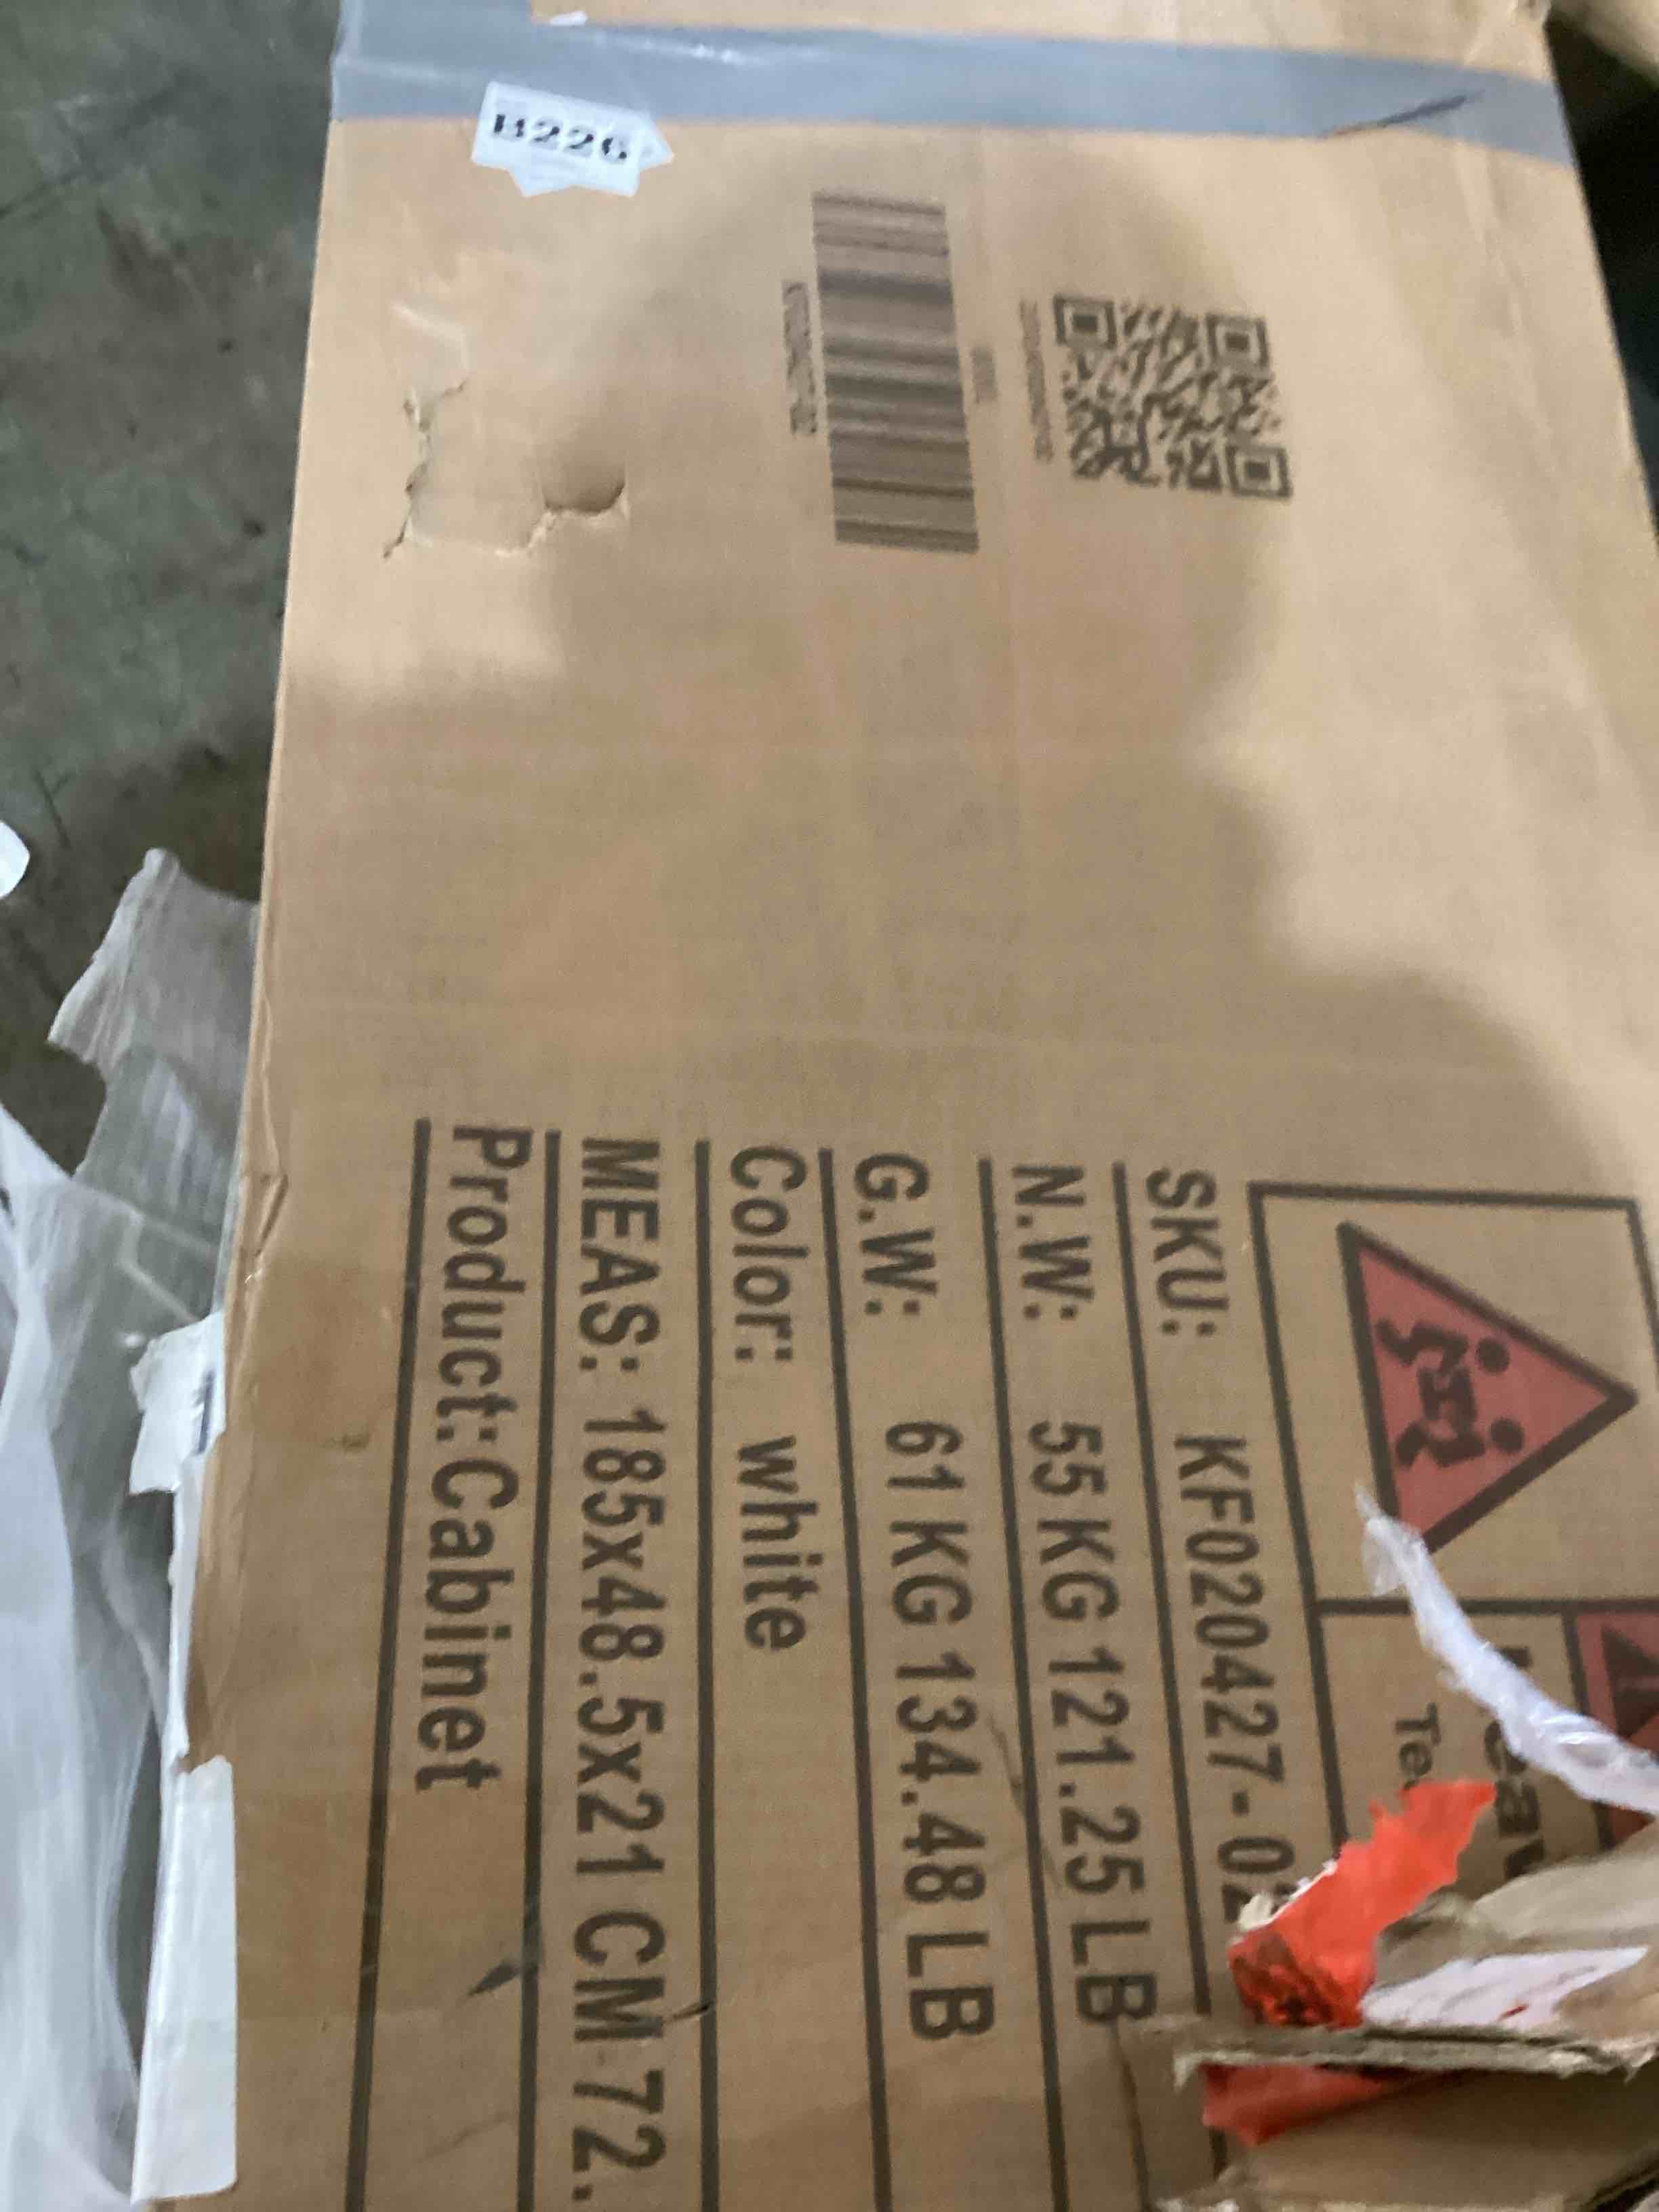 B226
SKU: KF020427-02
N.W: 55 KG 121.25 LB
G.W: 61 KG 134.48 LB
Color: white
MEAS: 185x48.5x21 CM 72.
Product: Cabinet